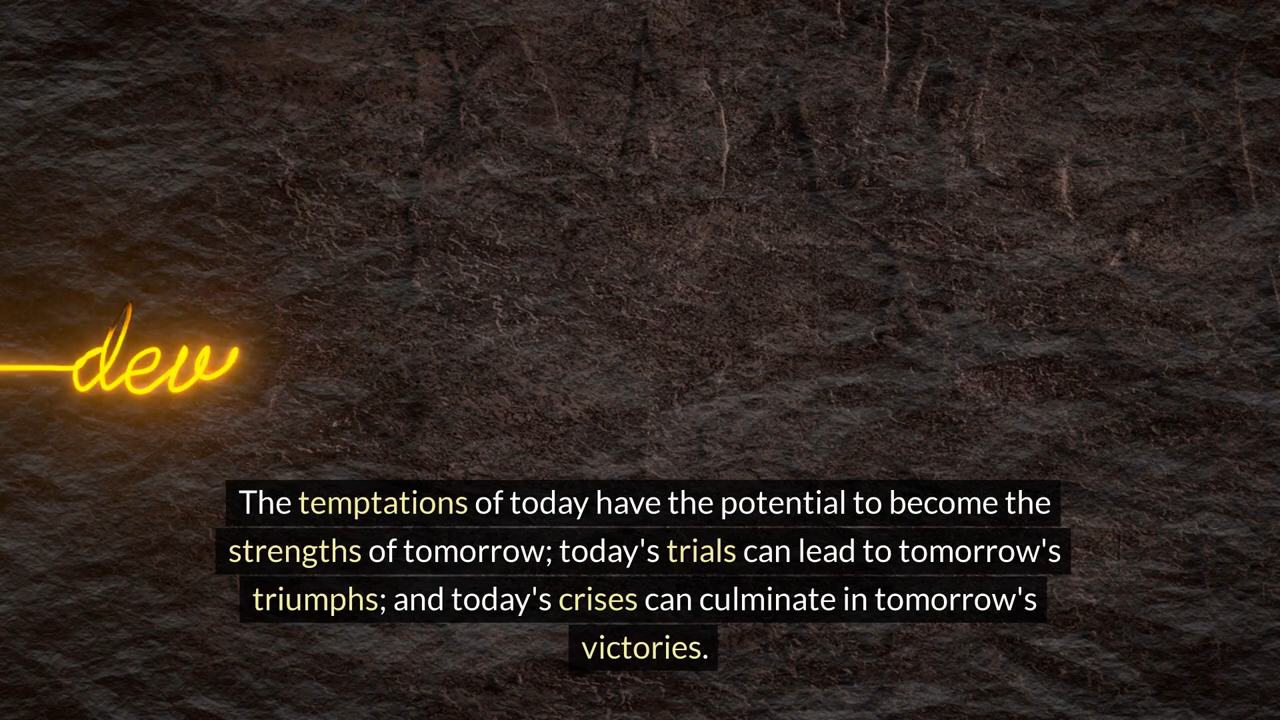 dev
The temptations of today have the potential to become the
strengths of tomorrow; today's trials can lead to tomorrow's
triumphs; and today's crises can culminate in tomorrow's
victories.